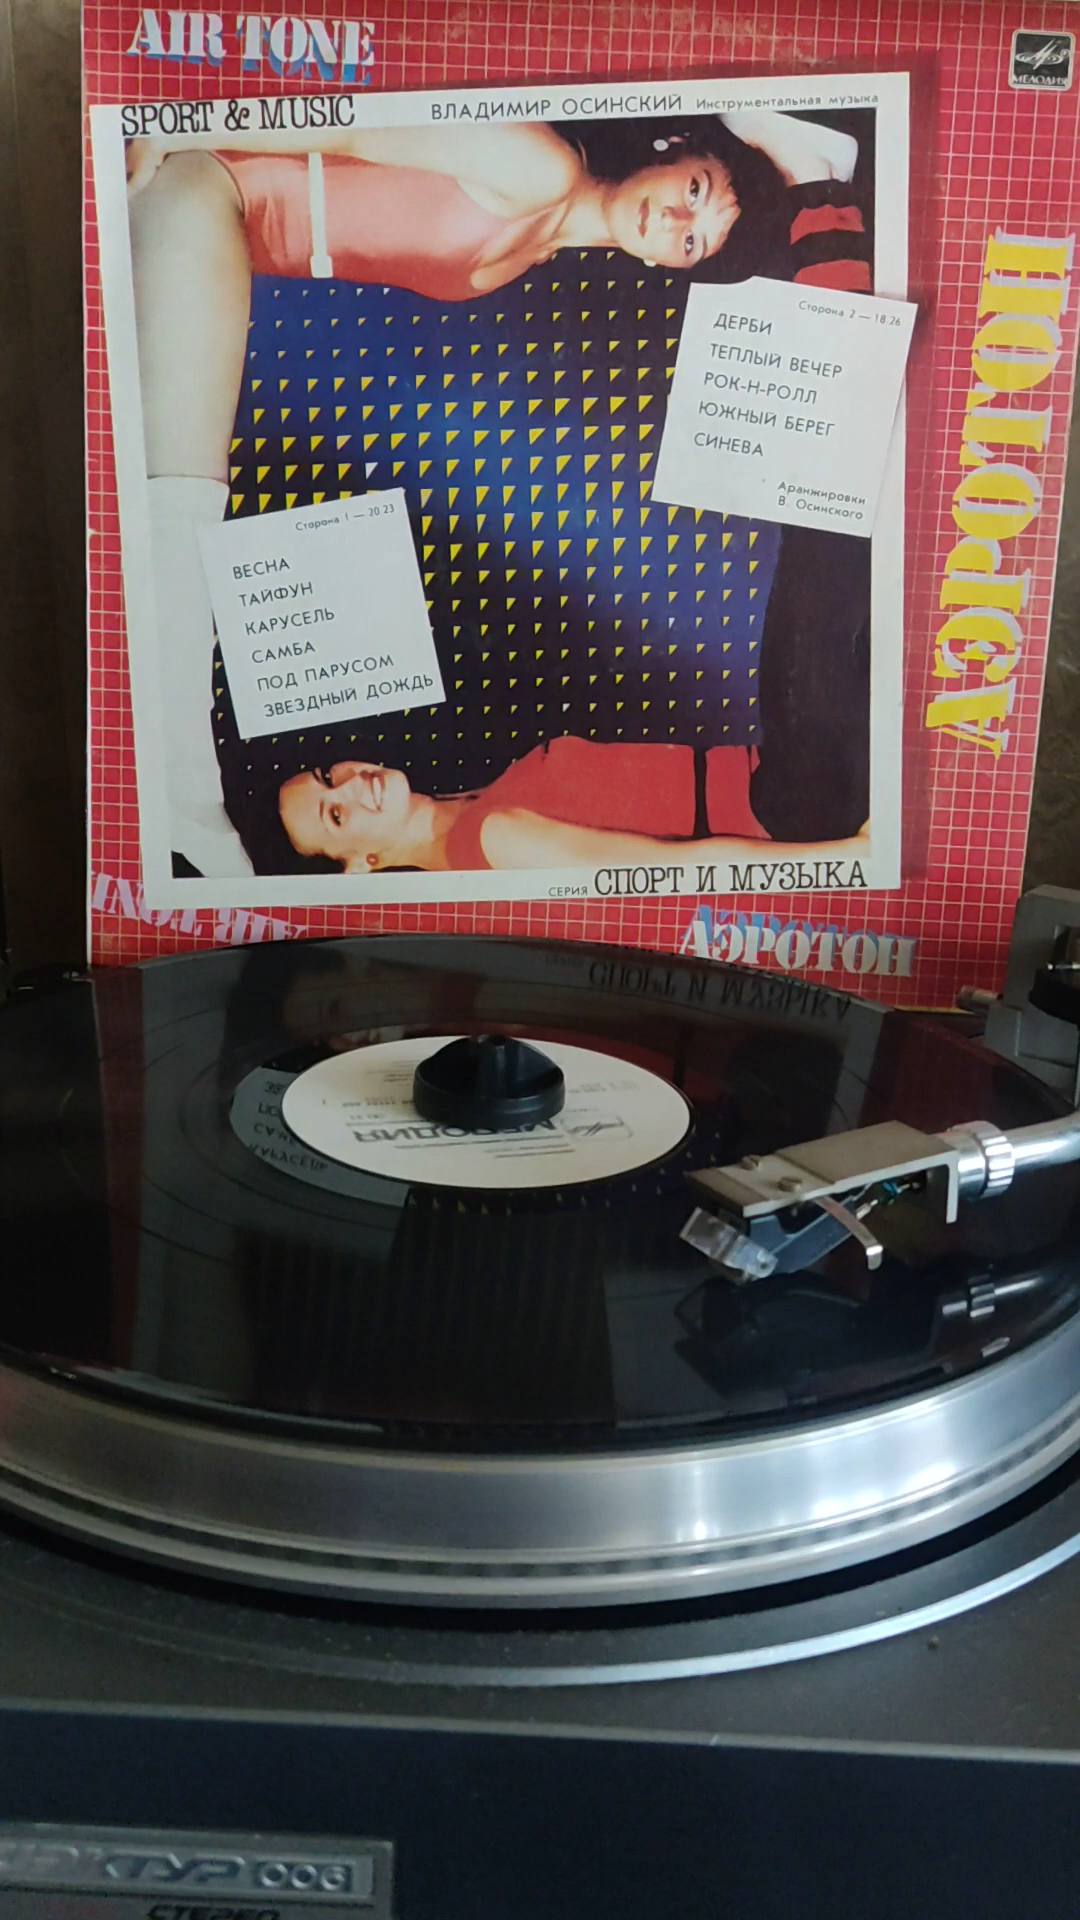 AIR TONE
МЕЛОДИЯ
SPORT & MUSIC
ВЛАДИМИР ОСИНСКИЙ Инструментальная музыка
Сторона 2 — 18.26
ДЕРБИ
ТЕПЛЫЙ ВЕЧЕР
РОК-Н-РОЛЛ
ЮЖНЫЙ БЕРЕГ
СИНЕВА
Аранжировки
В. Осинского
АЭРОТОН
Сторона 1 — 20.23
ВЕСНА
ТАЙФУН
КАРУСЕЛЬ
САМБА
ПОД ПАРУСОМ
ЗВЕЗДНЫЙ ДОЖДЬ
СЕРИЯ СПОРТ И МУЗЫКА
AIR TONE
АЭРОТОН
МЕЛОДИЯ
006
СТЕРЕО